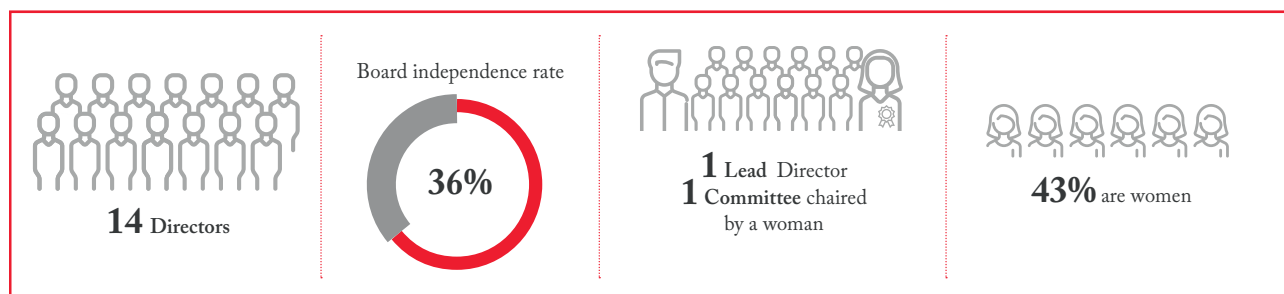 14 Directors
Board independence rate
36%
1 Lead Director
1 Committee chaired
by a woman
43% are women